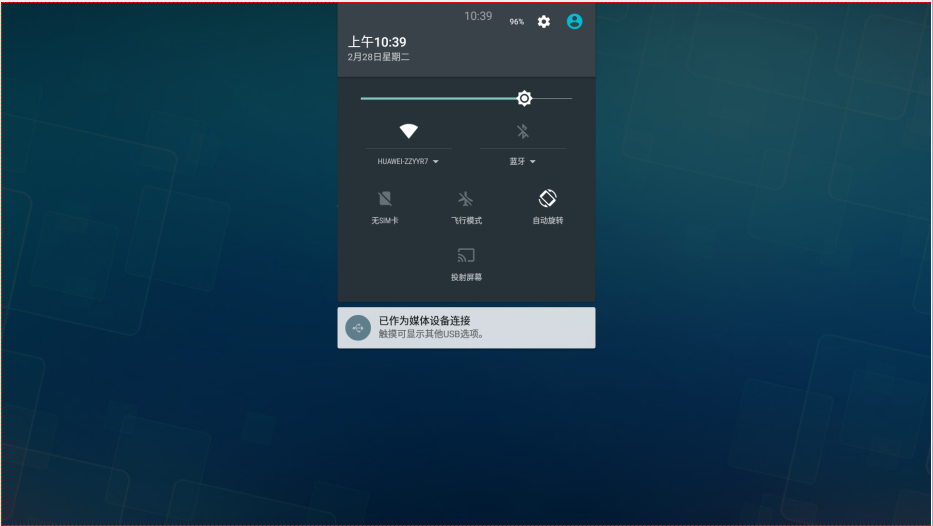 10:39
96%
上午10:39
2月28日星期二
HUAWEI-ZZYYR7
蓝牙
无SIM卡
飞行模式
自动旋转
投射屏幕
已作为媒体设备连接
触摸可显示其他USB选项。